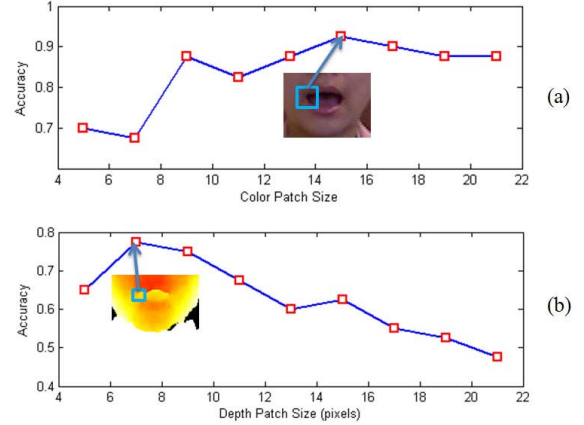 1
0.9
0.8
0.7
Accuracy
4 6 8 10 12 14 16 18 20 22
Color Patch Size
(a)
0.8
0.7
0.6
0.5
0.4
Accuracy
4 6 8 10 12 14 16 18 20 22
Depth Patch Size (pixels)
(b)